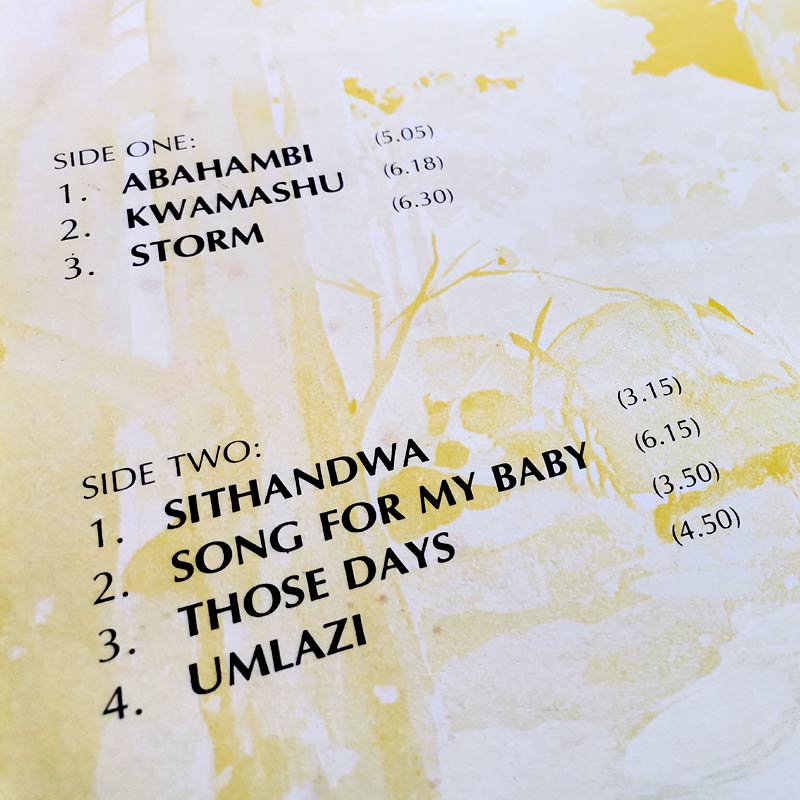 SIDE ONE:
1. ABAHAMBI (5.05)
2. KWAMASHU (6.18)
3. STORM (6.30)
SIDE TWO:
1. SITHANDWA (3.15)
2. SONG FOR MY BABY (6.15)
3. THOSE DAYS (3.50)
4. UMLAZI (4.50)